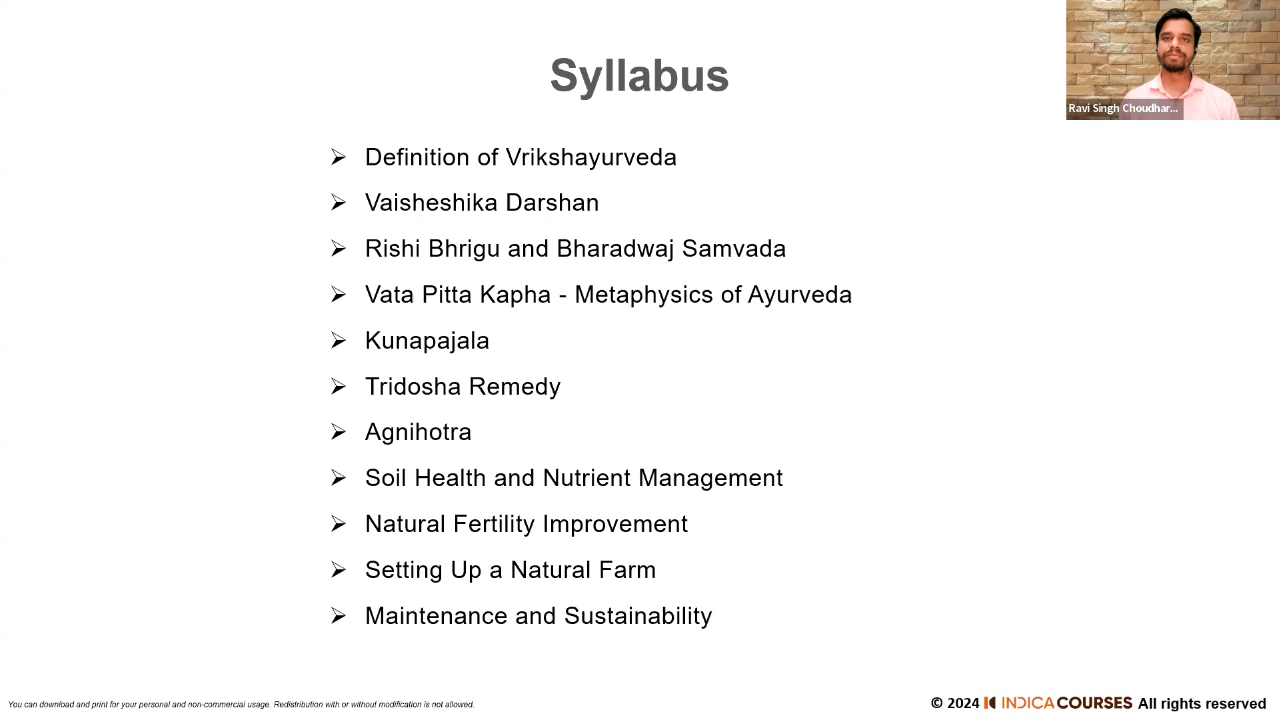 Syllabus
Ravi Singh Choudhar...
➢ Definition of Vrikshayurveda
➢ Vaisheshika Darshan
➢ Rishi Bhrigu and Bharadwaj Samvada
➢ Vata Pitta Kapha - Metaphysics of Ayurveda
➢ Kunapajala
➢ Tridosha Remedy
➢ Agnihotra
➢ Soil Health and Nutrient Management
➢ Natural Fertility Improvement
➢ Setting Up a Natural Farm
➢ Maintenance and Sustainability
You can download and print for your personal and non-commercial usage. Redistribution with or without modification is not allowed.
© 2024 INDICA COURSES All rights reserved